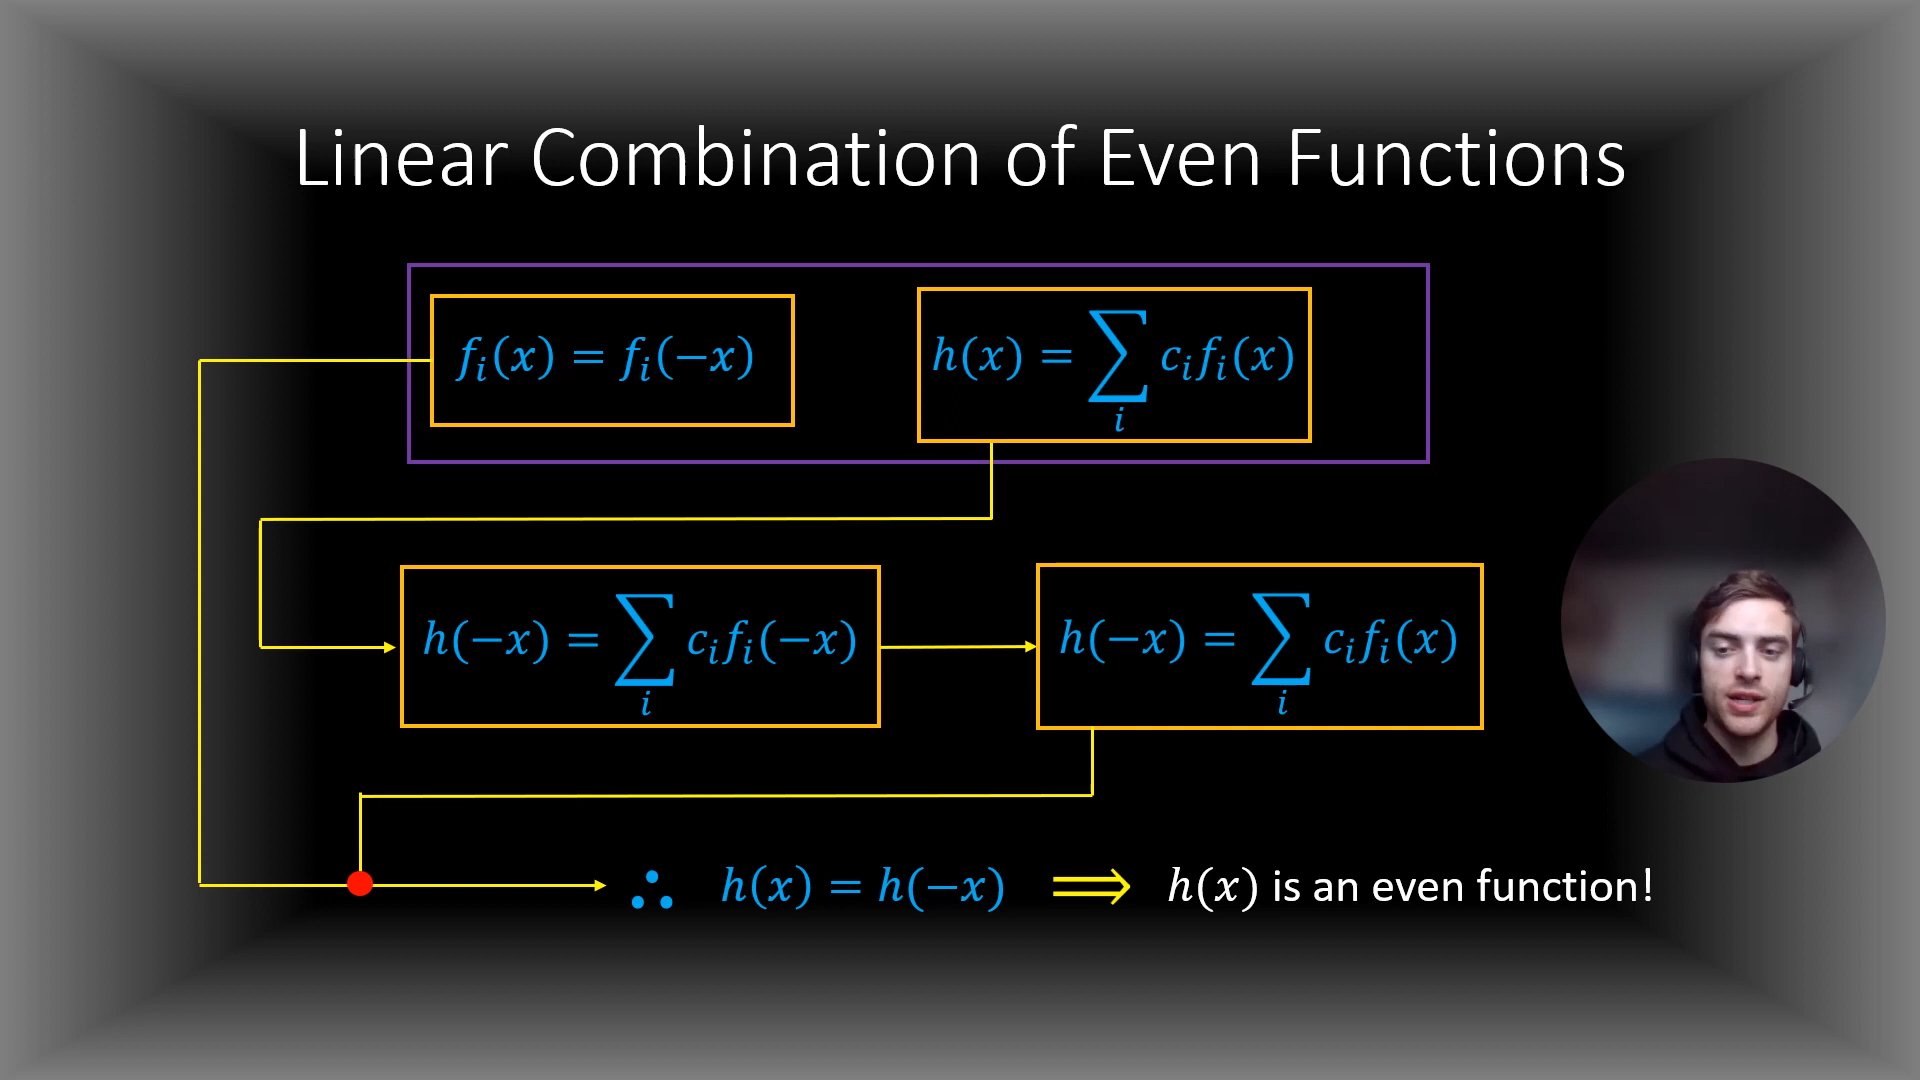 Linear Combination of Even Functions
𝑓ᵢ(𝑥) = 𝑓ᵢ(−𝑥)
ℎ(𝑥) = ∑ᵢ 𝑐ᵢ𝑓ᵢ(𝑥)
ℎ(−𝑥) = ∑ᵢ 𝑐ᵢ𝑓ᵢ(−𝑥)
ℎ(−𝑥) = ∑ᵢ 𝑐ᵢ𝑓ᵢ(𝑥)
∴ ℎ(𝑥) = ℎ(−𝑥) ⟹ ℎ(𝑥) is an even function!